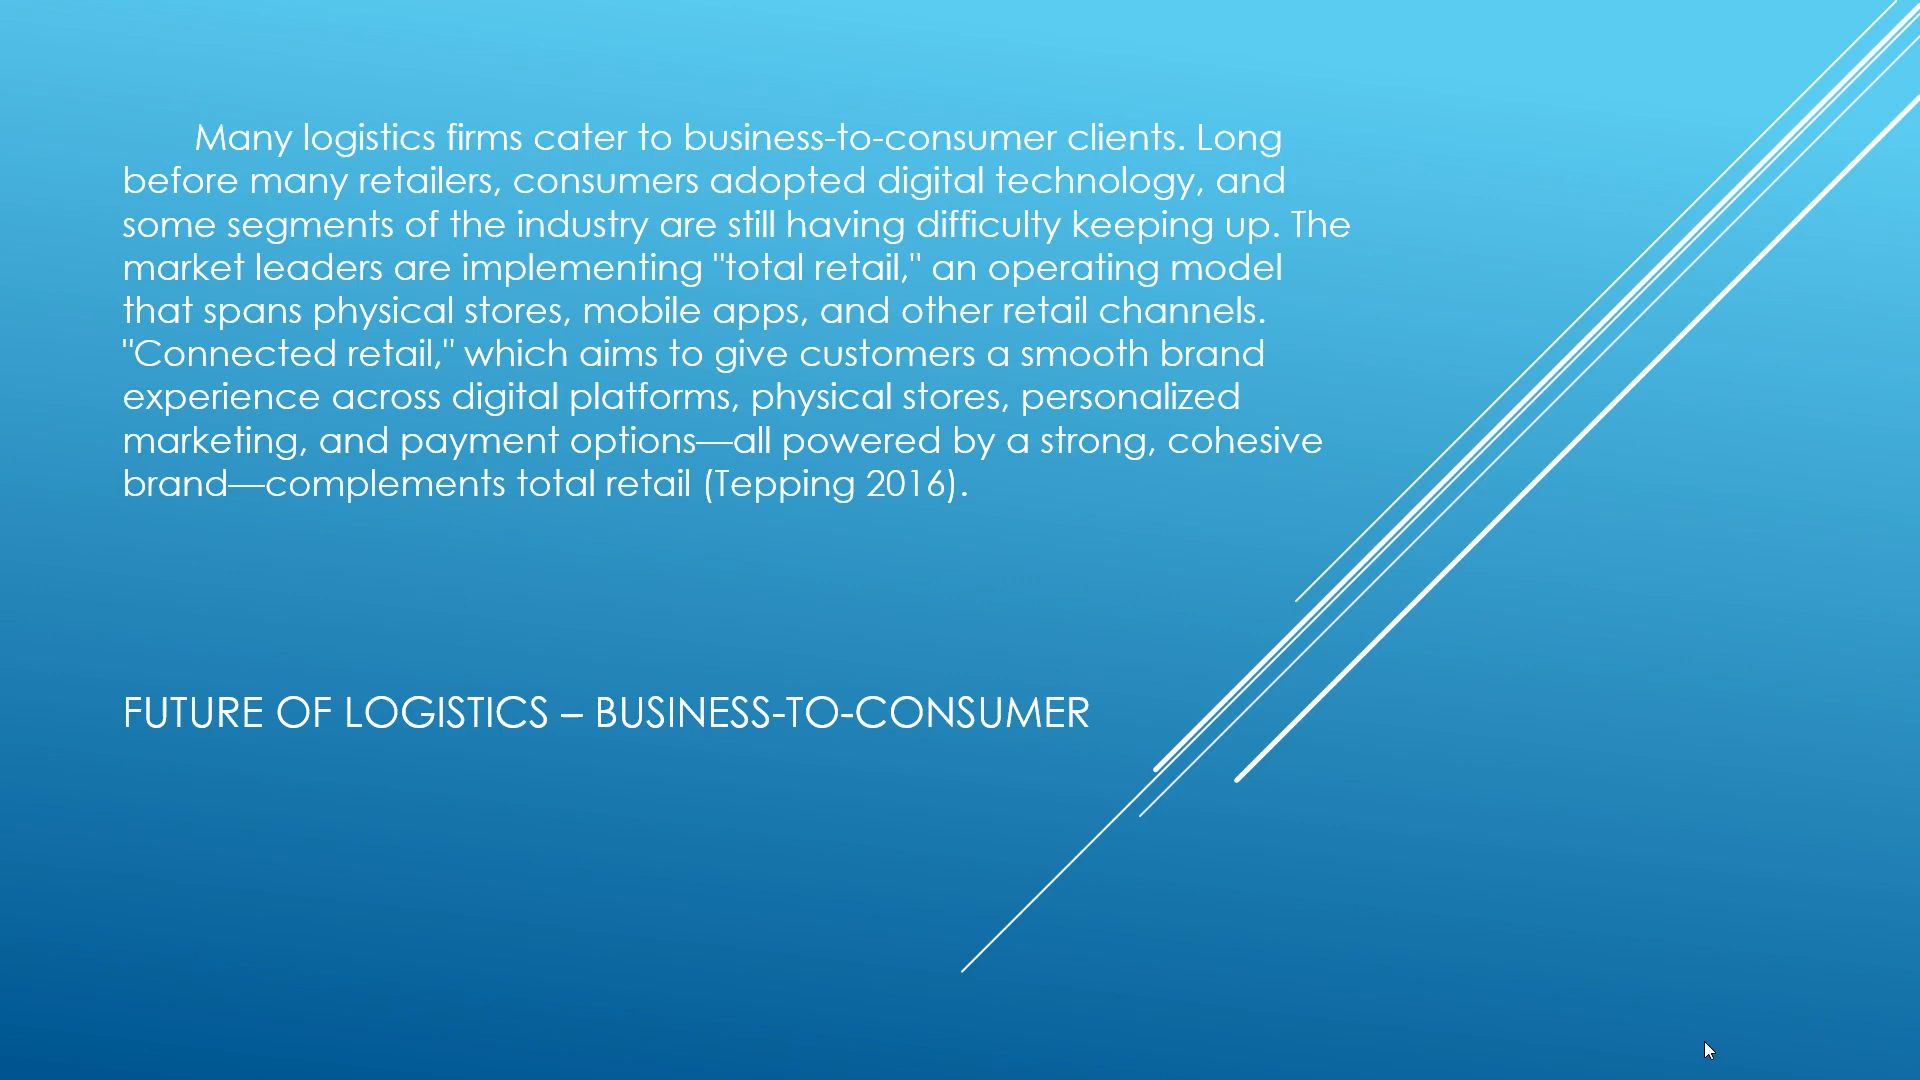 Many logistics firms cater to business-to-consumer clients. Long
before many retailers, consumers adopted digital technology, and
some segments of the industry are still having difficulty keeping up. The
market leaders are implementing "total retail," an operating model
that spans physical stores, mobile apps, and other retail channels.
"Connected retail," which aims to give customers a smooth brand
experience across digital platforms, physical stores, personalized
marketing, and payment options—all powered by a strong, cohesive
brand—complements total retail (Tepping 2016).
FUTURE OF LOGISTICS – BUSINESS-TO-CONSUMER